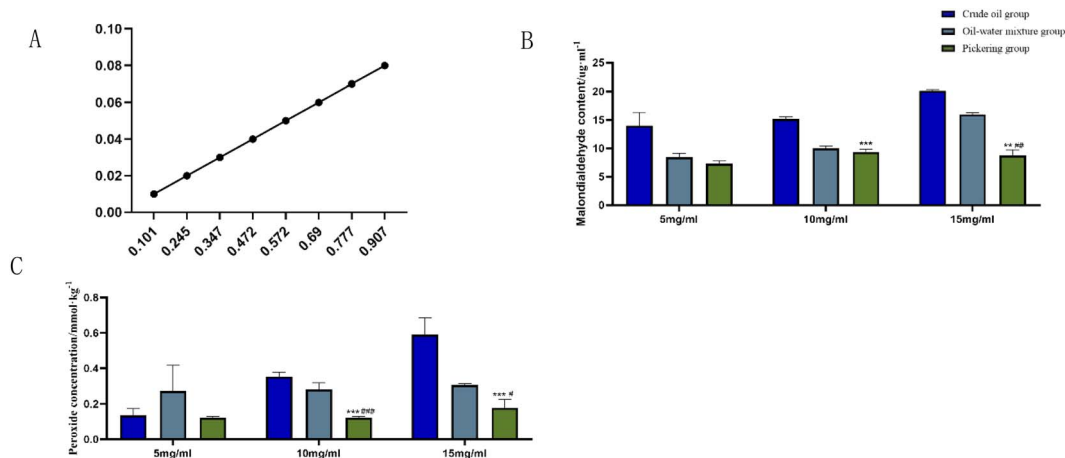 A
0.10
0.08
0.06
0.04
0.02
0.00
0.101
0.245
0.347
0.472
0.572
0.69
0.777
0.907
B
Crude oil group
Oil-water mixture group
Pickering group
Malondialdehyde content/ug·ml⁻¹
25
20
15
10
5
0
***
** ##
5mg/ml
10mg/ml
15mg/ml
C
Peroxide concentration/mmol·kg⁻¹
0.8
0.6
0.4
0.2
0.0
*** ###
*** #
5mg/ml
10mg/ml
15mg/ml